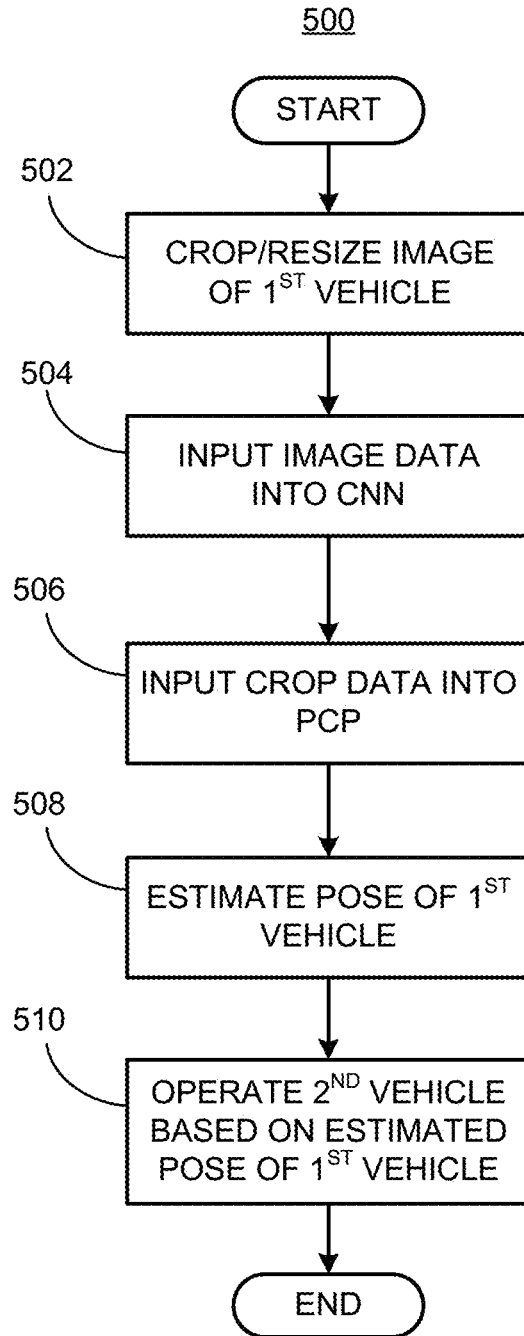 500
START
502
CROP/RESIZE IMAGE
OF 1ST VEHICLE
504
INPUT IMAGE DATA
INTO CNN
506
INPUT CROP DATA INTO
PCP
508
ESTIMATE POSE OF 1ST
VEHICLE
510
OPERATE 2ND VEHICLE
BASED ON ESTIMATED
POSE OF 1ST VEHICLE
END